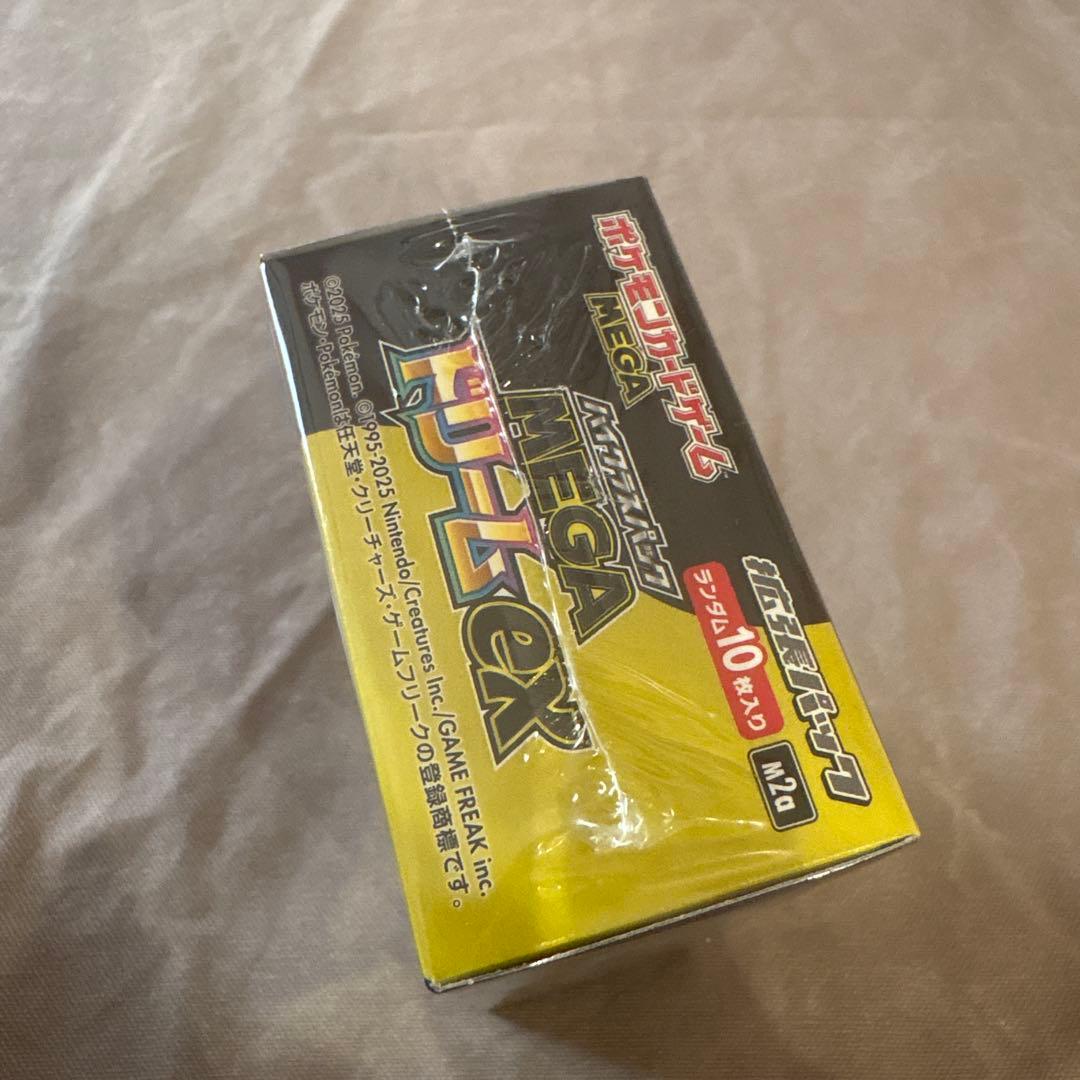 ポケモンカードゲーム
MEGA
拡張パック
ランダム10枚入り
M2a
ハイクラスパック
MEGA
ドリームex
©2025 Pokémon. ©1995-2025 Nintendo/Creatures Inc./GAME FREAK inc.
ポケモン・Pokémonは任天堂・クリーチャーズ・ゲームフリークの登録商標です。